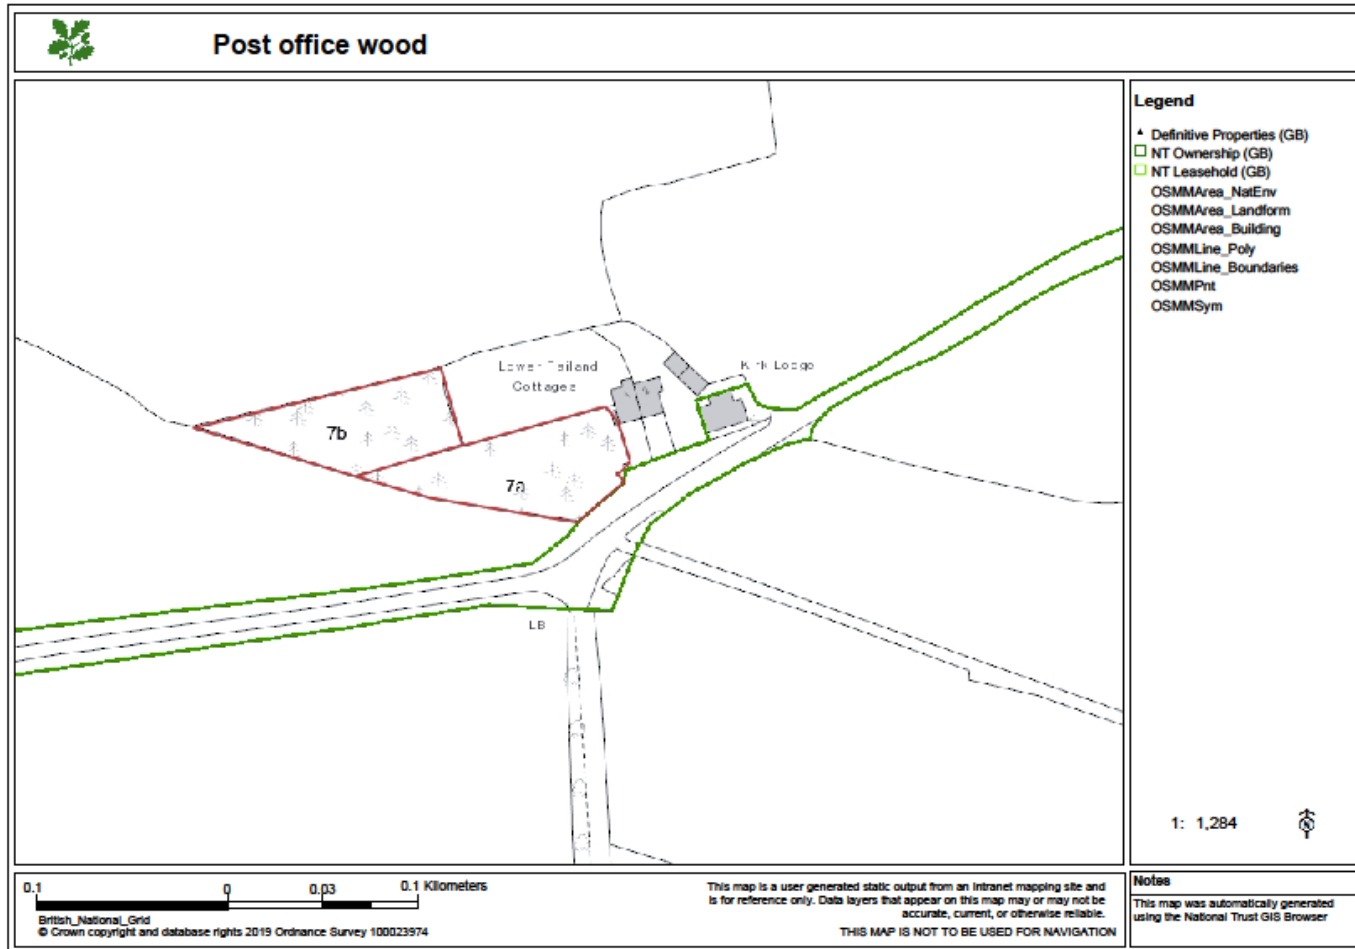 Post office wood
Legend
Definitive Properties (GB)
NT Ownership (GB)
NT Leasehold (GB)
OSMMArea_NatEnv
OSMMArea_Landform
OSMMArea_Building
OSMMLine_Poly
OSMMLine_Boundaries
OSMMPnt
OSMMSym
Kirk Lodge
Lower Failand
Cottages
7b
7a
LB
1: 1,284
N
0.1 0 0.03 0.1 Kilometers
British_National_Grid
© Crown copyright and database rights 2019 Ordnance Survey 100023974
This map is a user generated static output from an Intranet mapping site and
is for reference only. Data layers that appear on this map may or may not be
accurate, current, or otherwise reliable.
THIS MAP IS NOT TO BE USED FOR NAVIGATION
Notes
This map was automatically generated
using the National Trust GIS Browser